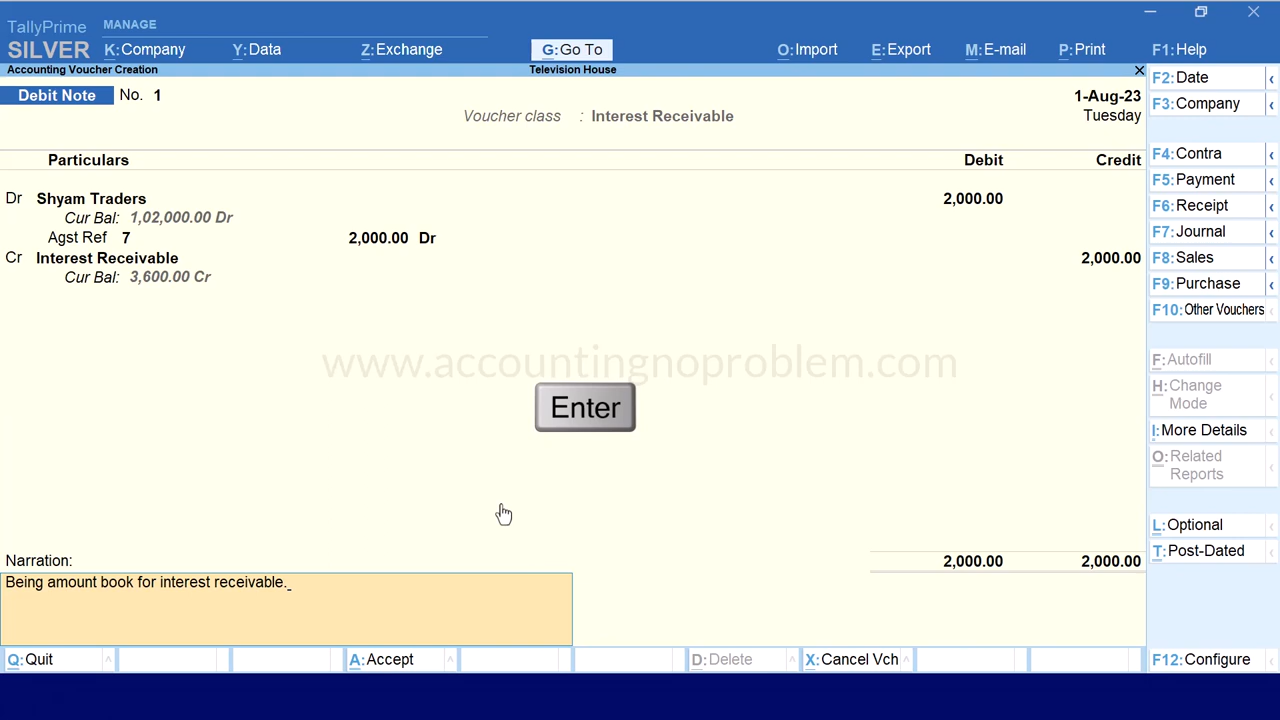 TallyPrime MANAGE
SILVER K:Company Y:Data Z:Exchange G:Go To O:Import E:Export M:E-mail P:Print F1:Help
Accounting Voucher Creation Television House
Debit Note No. 1 1-Aug-23
Voucher class : Interest Receivable Tuesday
Particulars Debit Credit
Dr Shyam Traders 2,000.00
Cur Bal: 1,02,000.00 Dr
Agst Ref 7 2,000.00 Dr
Cr Interest Receivable 2,000.00
Cur Bal: 3,600.00 Cr
www.accountingnoproblem.com
Enter
Narration: 2,000.00 2,000.00
Being amount book for interest receivable.
Q:Quit A:Accept D:Delete X:Cancel Vch F12:Configure
F2:Date
F3:Company
F4:Contra
F5:Payment
F6:Receipt
F7:Journal
F8:Sales
F9:Purchase
F10:Other Vouchers
F:Autofill
H:Change
Mode
I:More Details
O:Related
Reports
L:Optional
T:Post-Dated